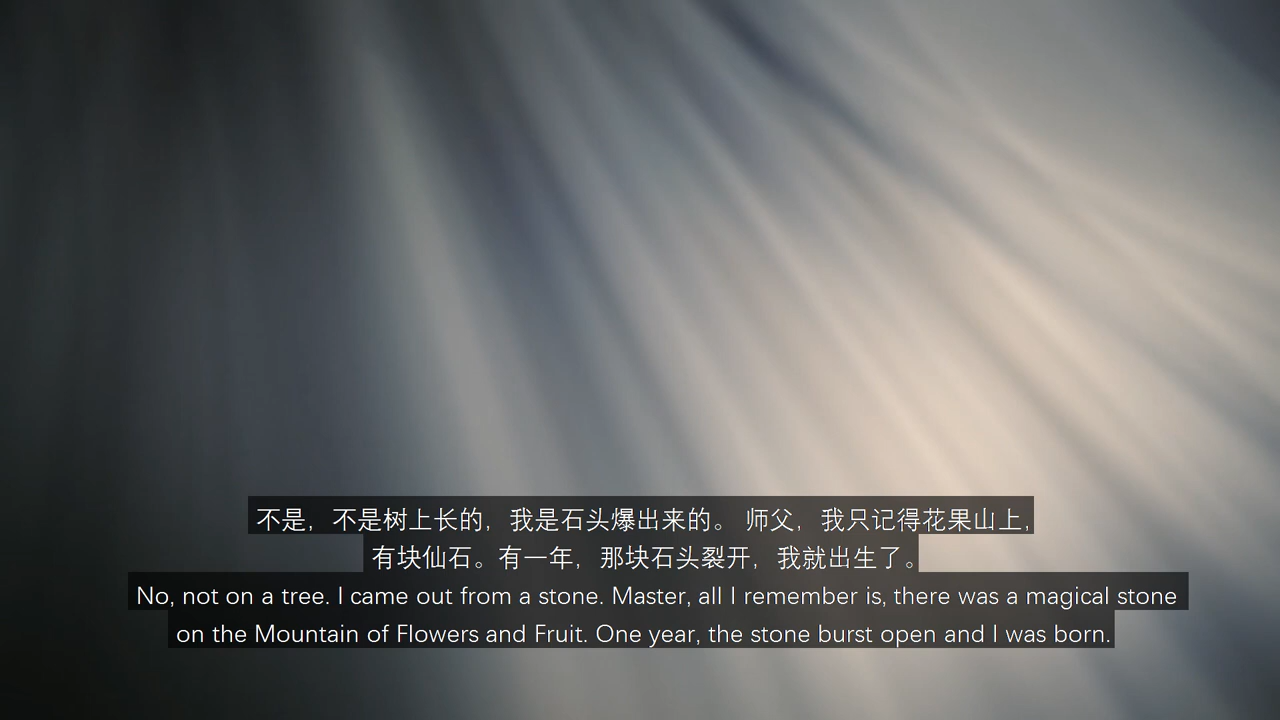 不是，不是树上长的，我是石头爆出来的。 师父，我只记得花果山上，
有块仙石。有一年，那块石头裂开，我就出生了。
No, not on a tree. I came out from a stone. Master, all I remember is, there was a magical stone
on the Mountain of Flowers and Fruit. One year, the stone burst open and I was born.